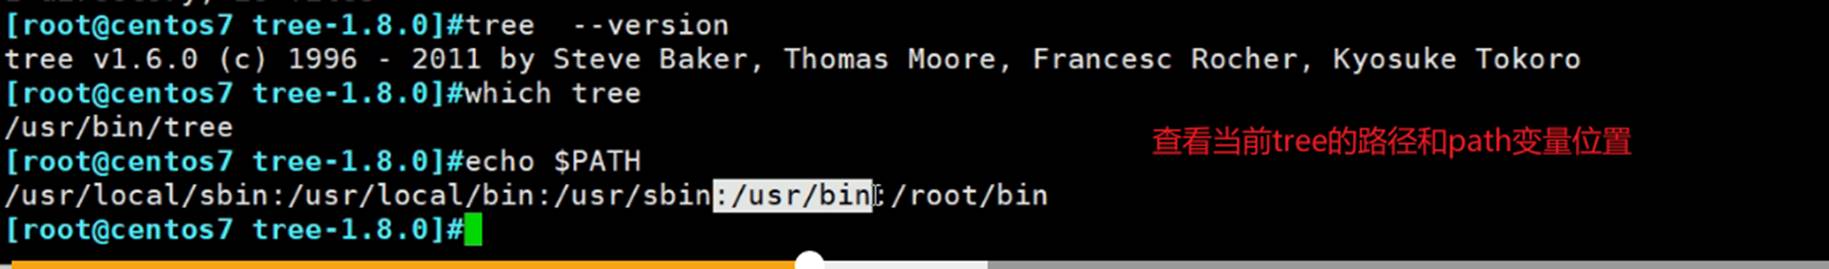 [root@centos7 tree-1.8.0]#tree  --version
tree v1.6.0 (c) 1996 - 2011 by Steve Baker, Thomas Moore, Francesc Rocher, Kyosuke Tokoro
[root@centos7 tree-1.8.0]#which tree
/usr/bin/tree
查看当前tree的路径和path变量位置
[root@centos7 tree-1.8.0]#echo $PATH
/usr/local/sbin:/usr/local/bin:/usr/sbin:/usr/bin:/root/bin
[root@centos7 tree-1.8.0]#